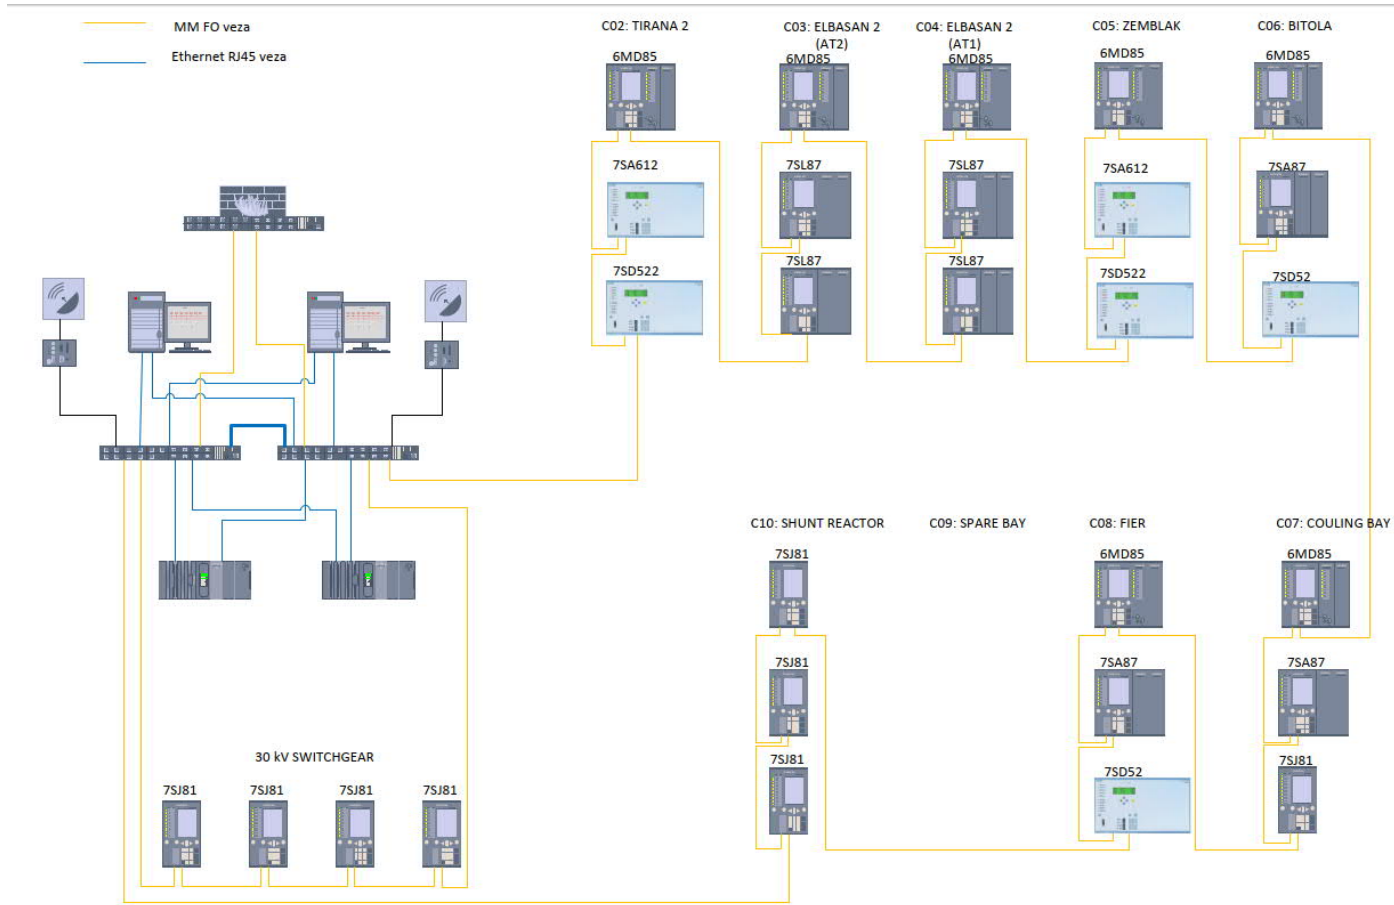 MM FO veza
Ethernet RJ45 veza
C02: TIRANA 2
6MD85
7SA612
7SD522
C03: ELBASAN 2
(AT2)
6MD85
7SL87
7SL87
C04: ELBASAN 2
(AT1)
6MD85
7SL87
7SL87
C05: ZEMBLAK
6MD85
7SA612
7SD522
C06: BITOLA
6MD85
7SA87
7SD52
C10: SHUNT REACTOR
7SJ81
7SJ81
7SJ81
C09: SPARE BAY
C08: FIER
6MD85
7SA87
7SD52
C07: COULING BAY
6MD85
7SA87
7SJ81
30 kV SWITCHGEAR
7SJ81
7SJ81
7SJ81
7SJ81